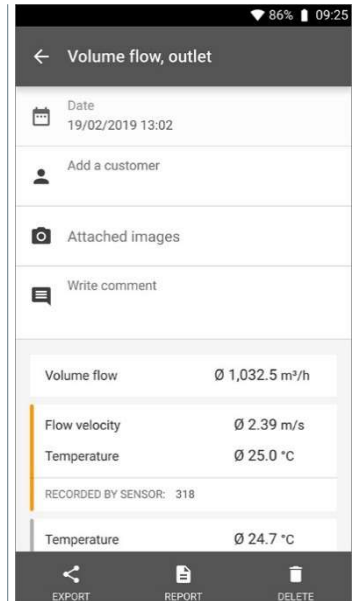 86% 09:25
Volume flow, outlet
Date
19/02/2019 13:02
Add a customer
Attached images
Write comment
Volume flow Ø 1,032.5 m³/h
Flow velocity Ø 2.39 m/s
Temperature Ø 25.0 °C
RECORDED BY SENSOR: 318
Temperature Ø 24.7 °C
EXPORT REPORT DELETE